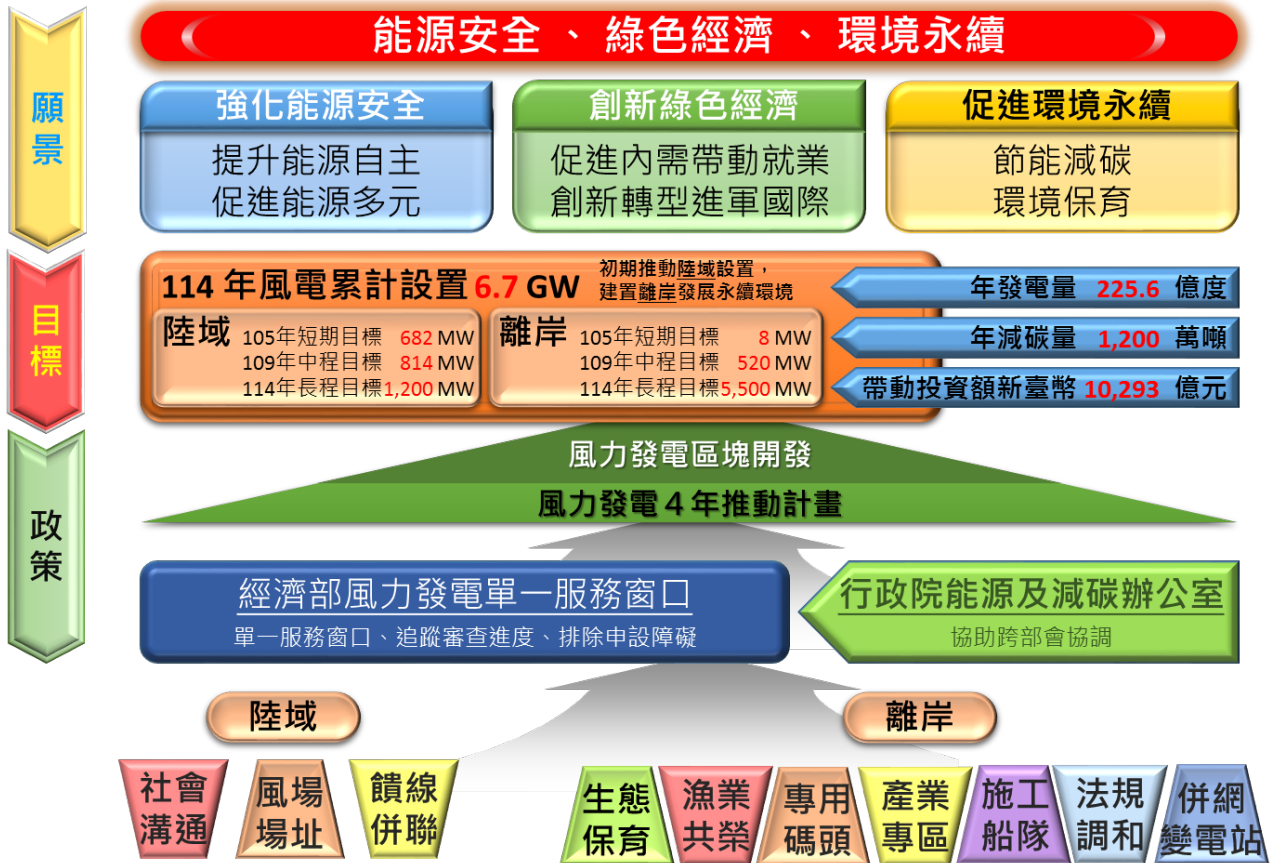 能源安全 、 綠色經濟 、 環境永續
願景
強化能源安全
提升能源自主
促進能源多元
創新綠色經濟
促進內需帶動就業
創新轉型進軍國際
促進環境永續
節能減碳
環境保育
目標
114 年風電累計設置 6.7 GW
初期推動陸域設置，
建置離岸發展永續環境
陸域
105年短期目標 682 MW
109年中程目標 814 MW
114年長程目標1,200 MW
離岸
105年短期目標 8 MW
109年中程目標 520 MW
114年長程目標5,500 MW
年發電量 225.6 億度
年減碳量 1,200 萬噸
帶動投資額新臺幣 10,293 億元
政策
風力發電區塊開發
風力發電４年推動計畫
經濟部風力發電單一服務窗口
單一服務窗口、追蹤審查進度、排除申設障礙
行政院能源及減碳辦公室
協助跨部會協調
陸域
社會
溝通
風場
場址
饋線
併聯
離岸
生態
保育
漁業
共榮
專用
碼頭
產業
專區
施工
船隊
法規
調和
併網
變電站